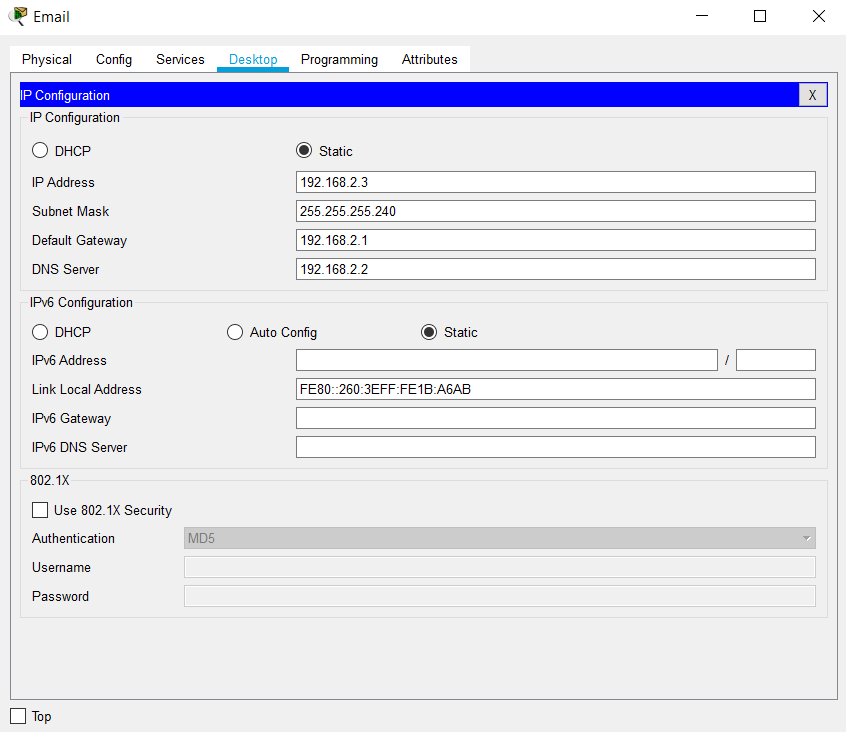 Email
Physical Config Services Desktop Programming Attributes
IP Configuration X
IP Configuration
DHCP Static
IP Address 192.168.2.3
Subnet Mask 255.255.255.240
Default Gateway 192.168.2.1
DNS Server 192.168.2.2
IPv6 Configuration
DHCP Auto Config Static
IPv6 Address /
Link Local Address FE80::260:3EFF:FE1B:A6AB
IPv6 Gateway
IPv6 DNS Server
802.1X
Use 802.1X Security
Authentication MD5
Username
Password
Top